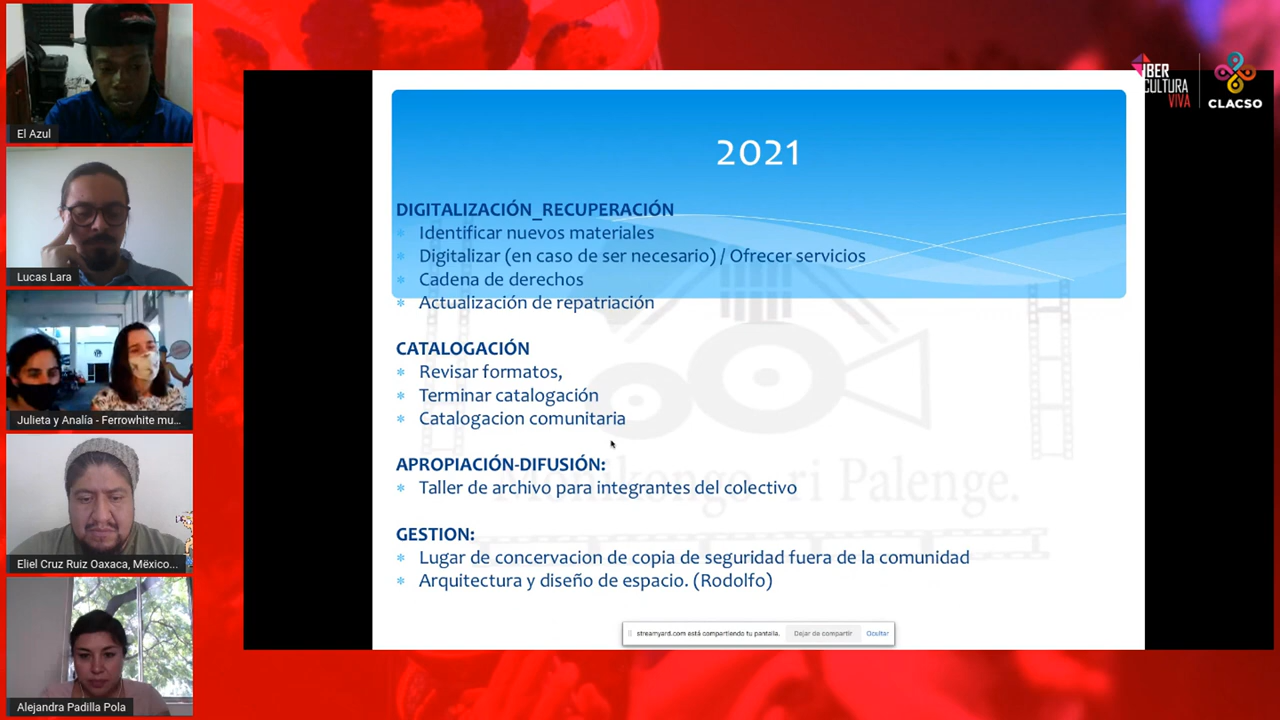 El Azul
Lucas Lara
Julieta y Analía - Ferrowhite mu...
Eliel Cruz Ruiz Oaxaca, Mëxico...
Alejandra Padilla Pola
IBER
CULTURA
VIVA
CLACSO
2021
DIGITALIZACIÓN_RECUPERACIÓN
* Identificar nuevos materiales
* Digitalizar (en caso de ser necesario) / Ofrecer servicios
* Cadena de derechos
* Actualización de repatriación
CATALOGACIÓN
* Revisar formatos,
* Terminar catalogación
* Catalogacion comunitaria
APROPIACIÓN-DIFUSIÓN:
* Taller de archivo para integrantes del colectivo
ri Palenge.
GESTION:
* Lugar de concervacion de copia de seguridad fuera de la comunidad
* Arquitectura y diseño de espacio. (Rodolfo)
streamyard.com está compartiendo tu pantalla.
Dejar de compartir
Ocultar